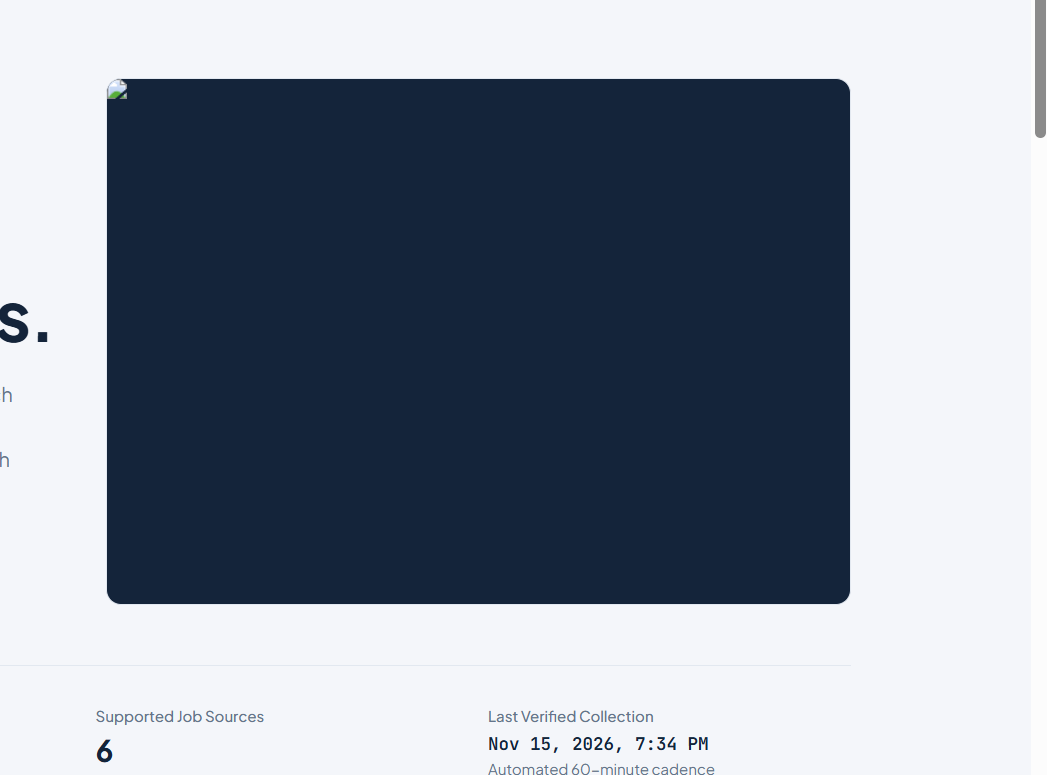 s.
h
h
Supported Job Sources
6
Last Verified Collection
Nov 15, 2026, 7:34 PM
Automated 60-minute cadence